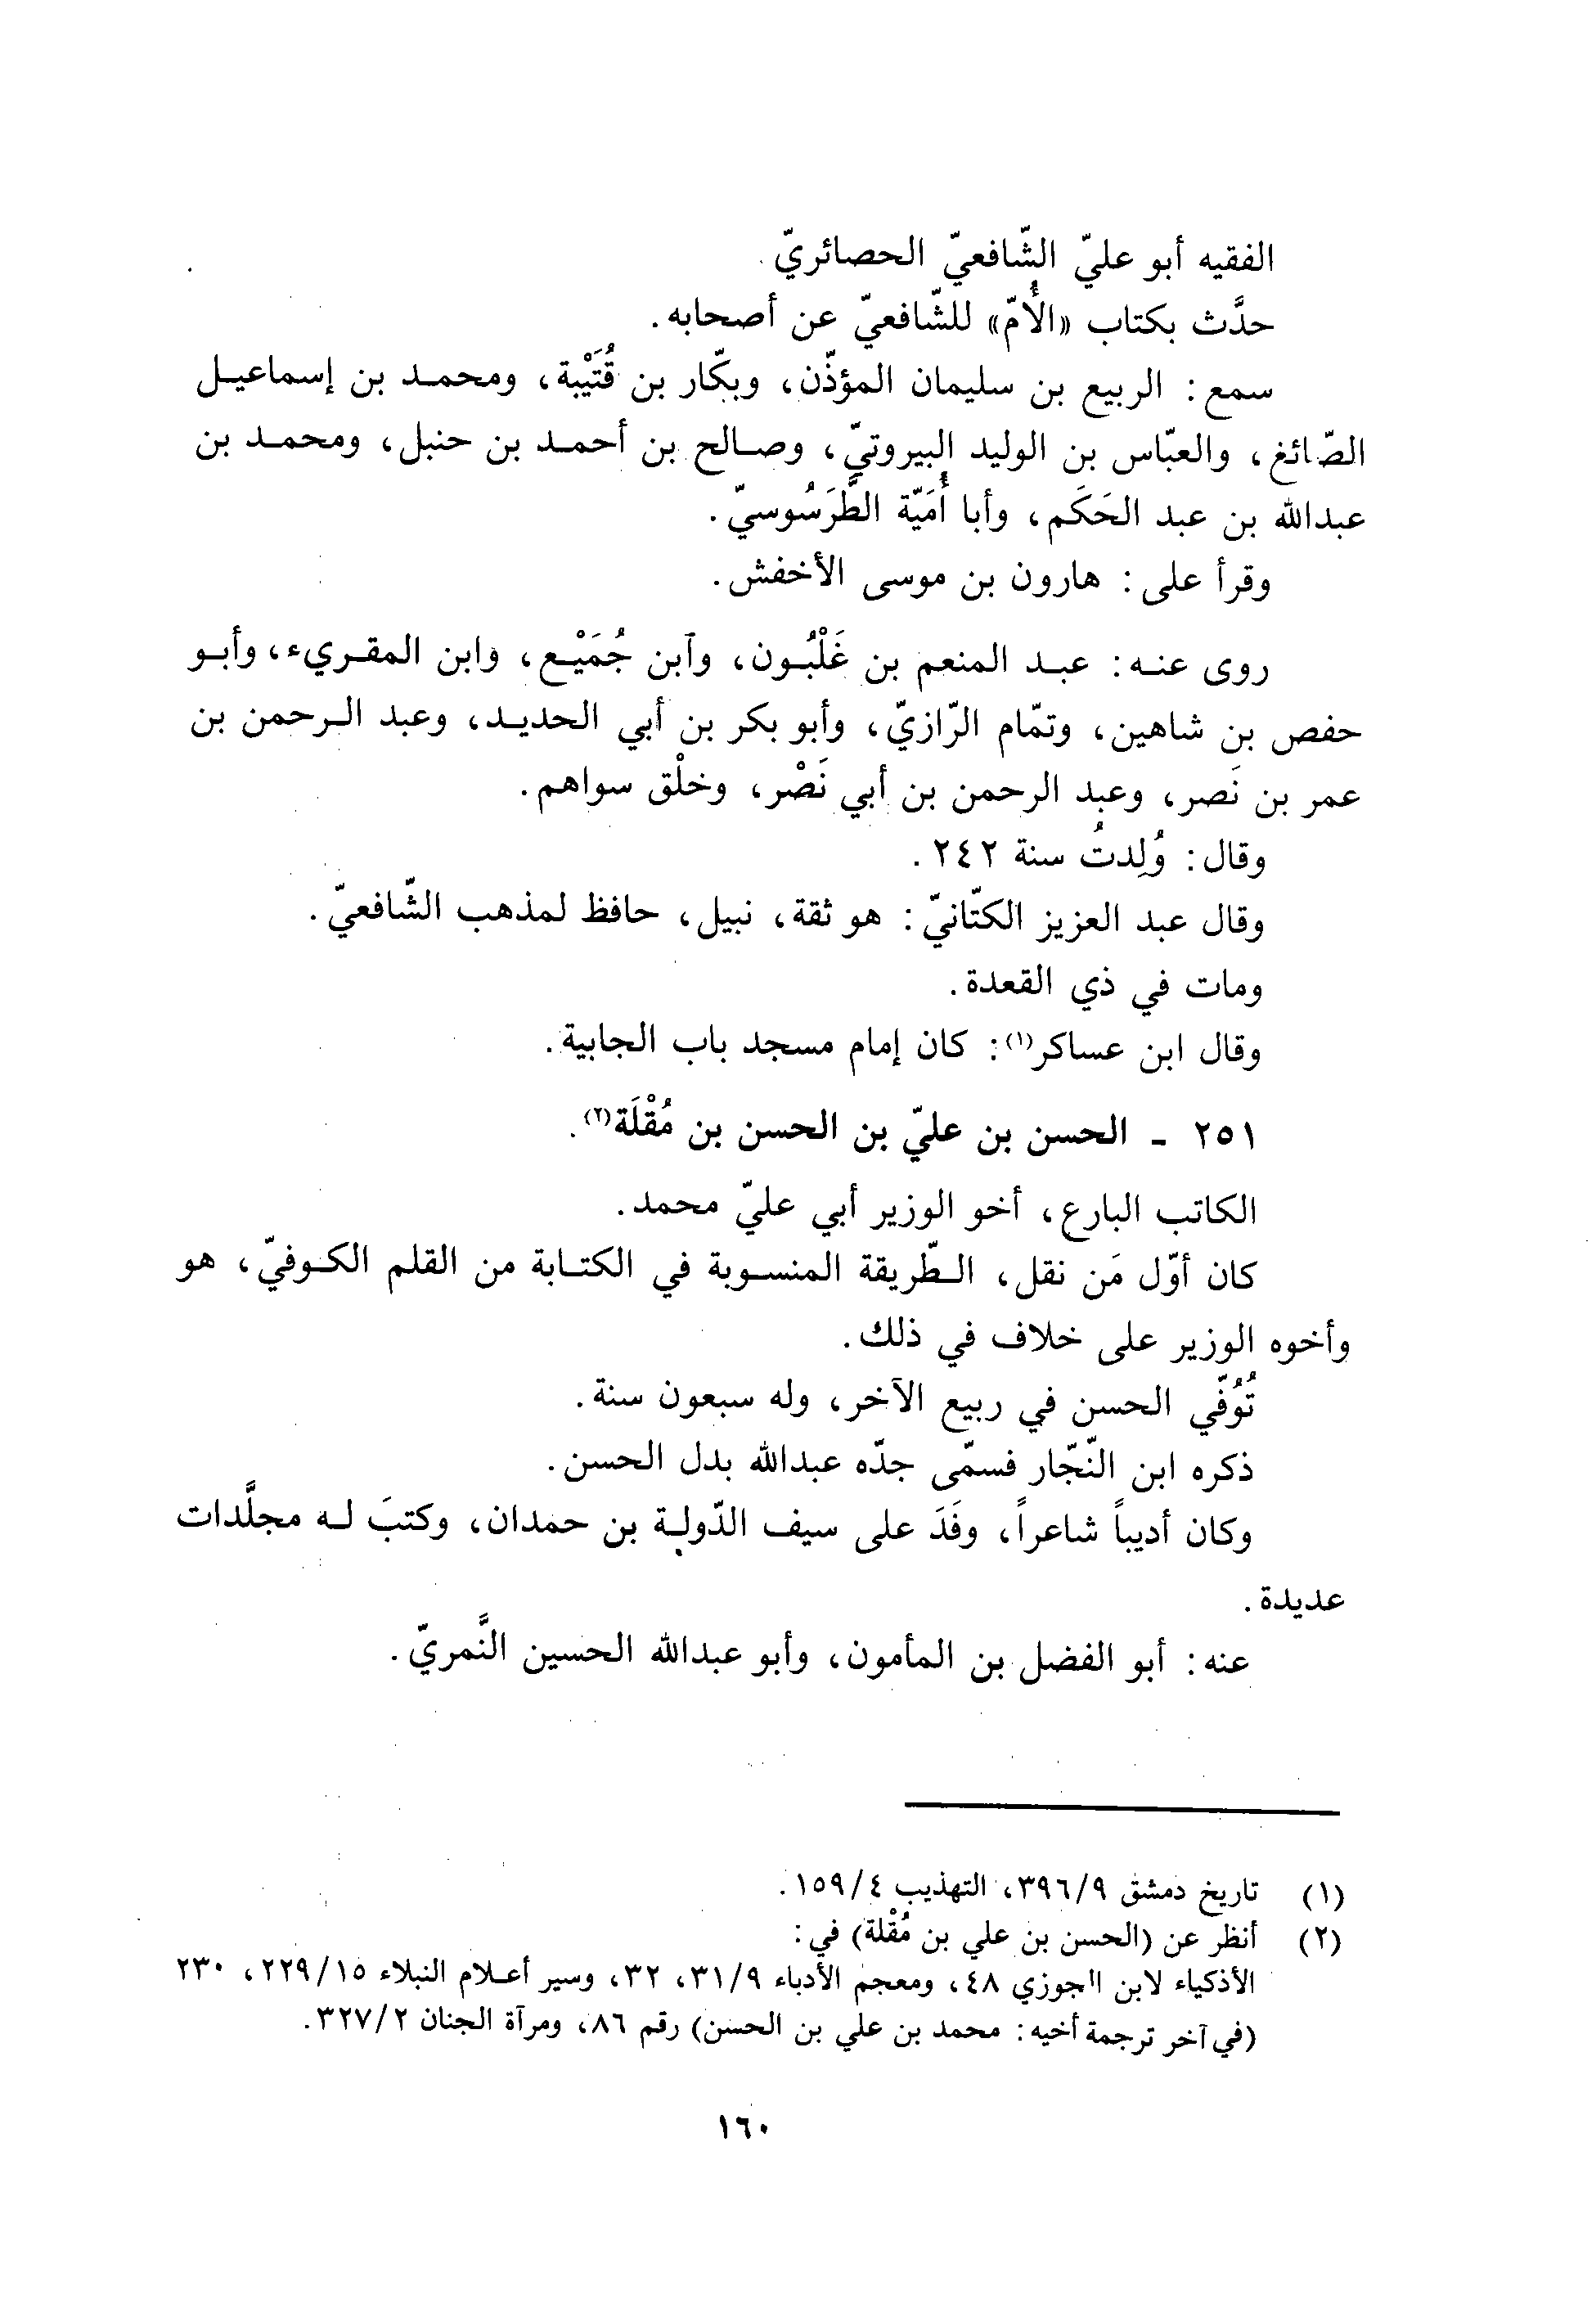 الفقيه أبو عليّ الشّافعيّ الحصائريّ.
حدَّث بكتاب «الأُمّ» للشّافعيّ عن أصحابه.
سمع: الربيع بن سليمان المؤذّن، وبكّار بن قُتَيْبة، ومحمد بن إسماعيل
الصّائغ، والعبّاس بن الوليد البيروتيّ، وصالح بن أحمد بن حنبل، ومحمد بن
عبدالله بن عبد الحَكَم، وأبا أُمَيّة الطَّرَسُوسيّ.
وقرأ على: هارون بن موسى الأخفش.
روى عنه: عبد المنعم بن غَلْبُون، وآبن جُمَيْع، وابن المقريء، وأبو
حفص بن شاهين، وتمّام الرّازيّ، وأبو بكر بن أبي الحديد، وعبد الرحمن بن
عمر بن نَصر، وعبد الرحمن بن أبي نَصْر، وخلْق سواهم.
وقال: وُلِدتُ سنة ٢٤٢.
وقال عبد العزيز الكتّانيّ: هو ثقة، نبيل، حافظ لمذهب الشّافعيّ.
ومات في ذي القعدة.
وقال ابن عساكر(١): كان إمام مسجد باب الجابية.
٢٥١ - الحسن بن عليّ بن الحسن بن مُقْلَة(٢).
الكاتب البارع، أخو الوزير أبي عليّ محمد.
كان أوّل مَن نقل، الطّريقة المنسوبة في الكتابة من القلم الكوفيّ، هو
وأخوه الوزير على خلاف في ذلك.
تُوُفّي الحسن في ربيع الآخر، وله سبعون سنة.
ذكره ابن النّجّار فسمّى جدّه عبدالله بدل الحسن.
وكان أديباً شاعراً، وفَدَ على سيف الدّولة بن حمدان، وكتبَ له مجلَّدات
عديدة.
عنه: أبو الفضل بن المأمون، وأبو عبدالله الحسين النَّمريّ.
(١) تاريخ دمشق ٣٩٦/٩، التهذيب ١٥٩/٤.
(٢) أنظر عن (الحسن بن علي بن مُقْلة) في:
الأذكياء لابن الجوزي ٤٨، ومعجم الأدباء ٣١/٩، ٣٢، وسير أعلام النبلاء ٢٢٩/١٥، ٢٣٠
(في آخر ترجمة أخيه: محمد بن علي بن الحسن) رقم ٨٦، ومرآة الجنان ٣٢٧/٢.
١٦٠